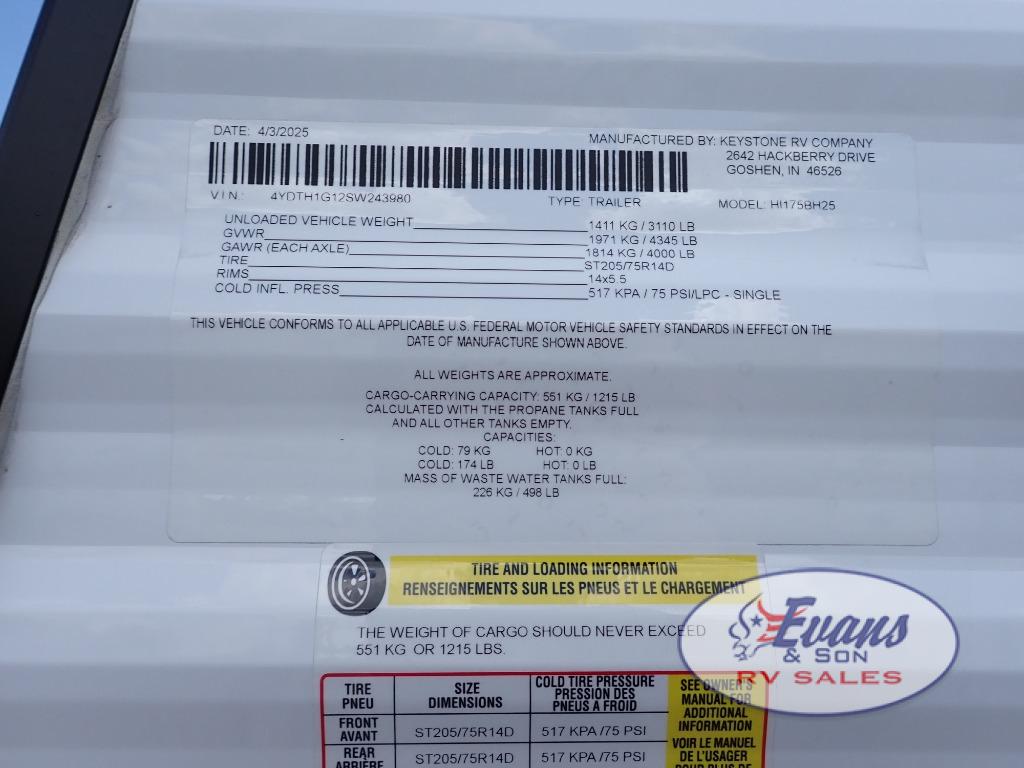 DATE: 4/3/2025
MANUFACTURED BY: KEYSTONE RV COMPANY
2642 HACKBERRY DRIVE
GOSHEN, IN 46526
VIN: 4YDTH1G12SW243980 TYPE: TRAILER MODEL: HI175BH25
UNLOADED VEHICLE WEIGHT 1411 KG / 3110 LB
GVWR 1971 KG / 4345 LB
GAWR (EACH AXLE) 1814 KG / 4000 LB
TIRE ST205/75R14D
RIMS 14x5.5
COLD INFL. PRESS 517 KPA / 75 PSI/LPC - SINGLE
THIS VEHICLE CONFORMS TO ALL APPLICABLE U.S. FEDERAL MOTOR VEHICLE SAFETY STANDARDS IN EFFECT ON THE
DATE OF MANUFACTURE SHOWN ABOVE.
ALL WEIGHTS ARE APPROXIMATE.
CARGO-CARRYING CAPACITY: 551 KG / 1215 LB
CALCULATED WITH THE PROPANE TANKS FULL
AND ALL OTHER TANKS EMPTY.
CAPACITIES:
COLD: 79 KG HOT: 0 KG
COLD: 174 LB HOT: 0 LB
MASS OF WASTE WATER TANKS FULL:
226 KG / 498 LB
TIRE AND LOADING INFORMATION
RENSEIGNEMENTS SUR LES PNEUS ET LE CHARGEMENT
THE WEIGHT OF CARGO SHOULD NEVER EXCEED
551 KG OR 1215 LBS.
TIRE
PNEU
SIZE
DIMENSIONS
COLD TIRE PRESSURE
PRESSION DES
PNEUS A FROID
SEE OWNER'S
MANUAL FOR
ADDITIONAL
INFORMATION
FRONT
AVANT
ST205/75R14D
517 KPA /75 PSI
REAR
ARRIÈRE
ST205/75R14D
517 KPA /75 PSI
VOIR LE MANUEL
DE L'USAGER
POUR PLUS DE
Evans
& SON
RV SALES